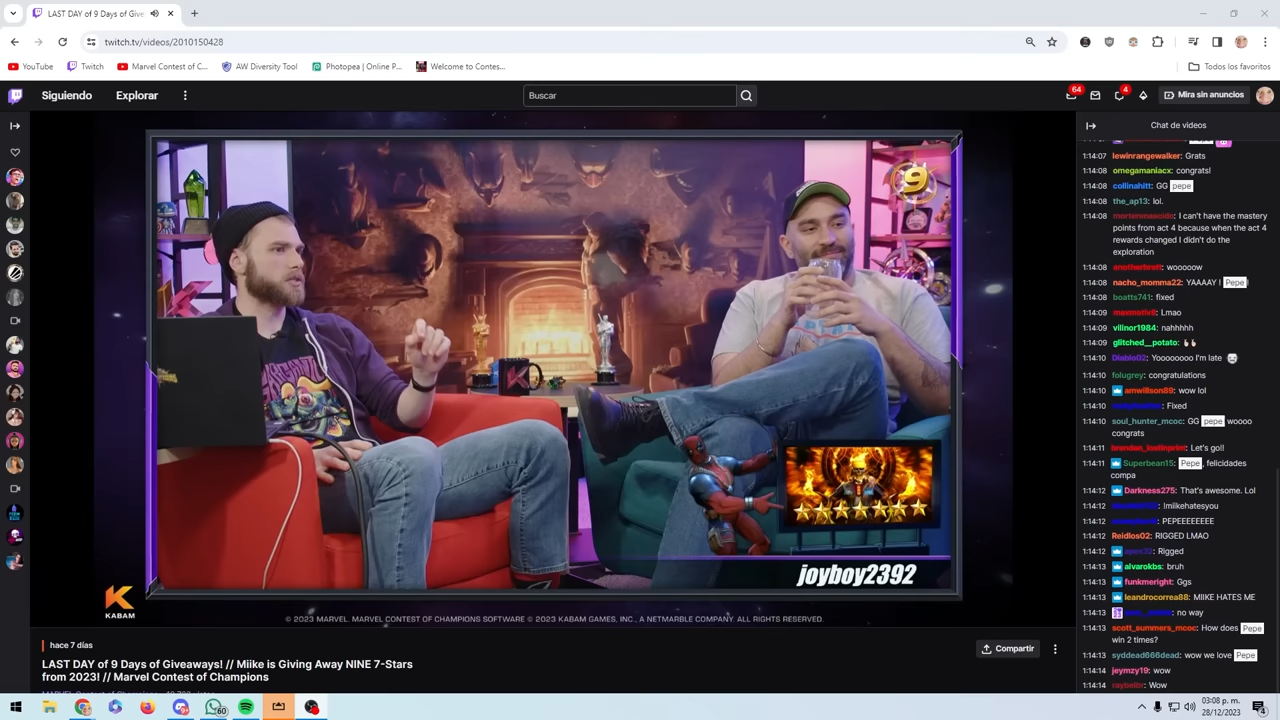 LAST DAY of 9 Days of Give
twitch.tv/videos/2010150428
YouTube
Twitch
Marvel Contest of C...
AW Diversity Tool
Photopea | Online P...
Welcome to Contes...
Todos los favoritos
Siguiendo
Explorar
Buscar
64
4
Mira sin anuncios
9
joyboy2392
KABAM
© 2023 MARVEL. MARVEL CONTEST OF CHAMPIONS SOFTWARE © 2023 KABAM GAMES, INC., A NETMARBLE COMPANY. ALL RIGHTS RESERVED.
hace 7 días
Compartir
LAST DAY of 9 Days of Giveaways! // Miike is Giving Away NINE 7-Stars
from 2023! // Marvel Contest of Champions
Chat de videos
1:14:07 lewinrangewalker: Grats
1:14:08 omegamaniacx: congrats!
1:14:08 collinahitt: GG pepe
1:14:08 the_ap13: lol.
1:14:08 : I can't have the mastery
points from act 4 because when the act 4
rewards changed I didn't do the
exploration
1:14:08 : wooooow
1:14:08 nacho_momma22: YAAAAY ! Pepe !
1:14:08 boatts741: fixed
1:14:09 : Lmao
1:14:09 vilinor1984: nahhhhh
1:14:09 glitched__potato:
1:14:10 Diablo02: Yoooooooo I'm late
1:14:10 folugrey: congratulations
1:14:10 amwillson89: wow lol
1:14:10 : Fixed
1:14:10 soul_hunter_mcoc: GG pepe woooo
congrats
1:14:11 : Let's go!!
1:14:11 Superbean15: Pepe , felicidades
compa
1:14:12 Darkness275: That's awesome. Lol
1:14:12 : !miikehatesyou
1:14:12 : PEPEEEEEEE
1:14:12 Reidlos02: RIGGED LMAO
1:14:12 : Rigged
1:14:13 alvarokbs: bruh
1:14:13 funkmeright: Ggs
1:14:13 leandrocorrea88: MIIKE HATES ME
1:14:13 : no way
1:14:13 scott_summers_mcoc: How does Pepe
win 2 times?
1:14:13 syddead666dead: wow we love Pepe
1:14:14 jeymzy19: wow
1:14:14 : Wow
60
03:08 p. m.
28/12/2023
4